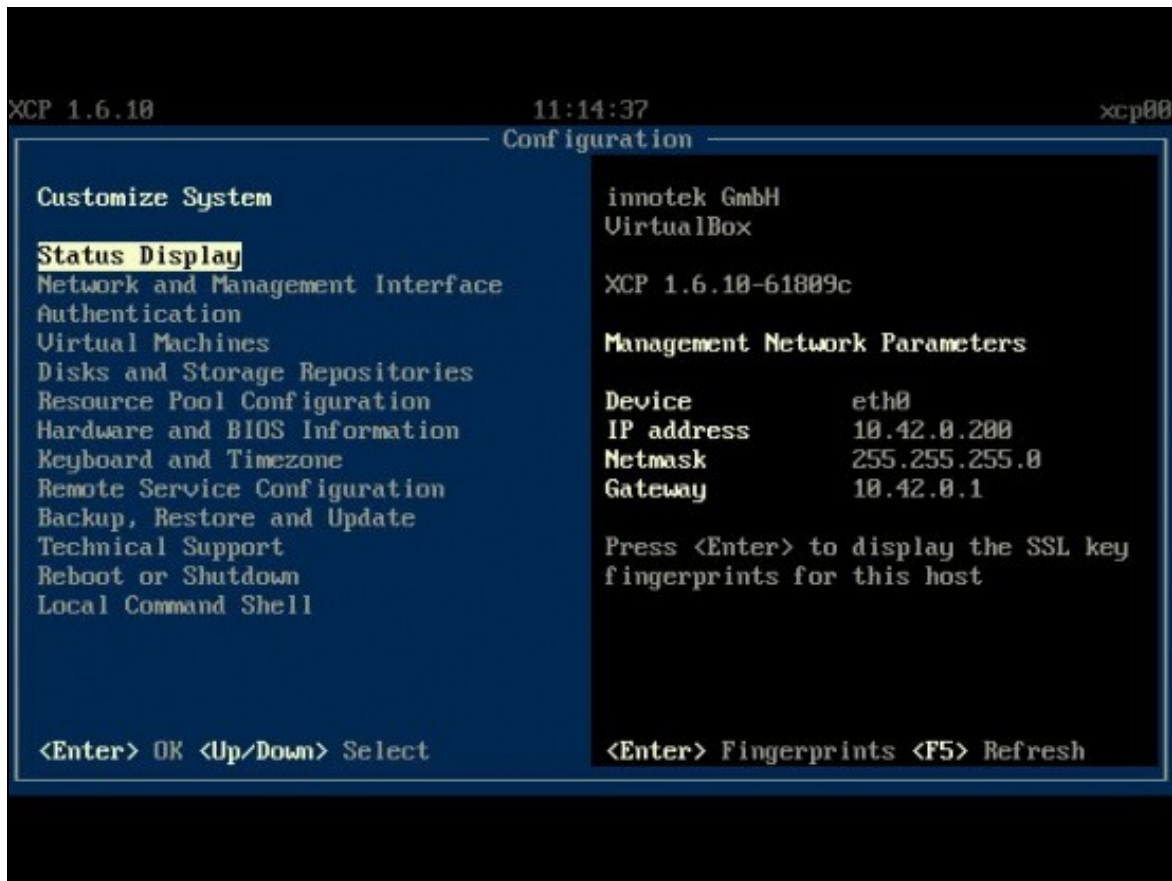 XCP 1.6.10 11:14:37 xcp00
Configuration
Customize System
Status Display
Network and Management Interface
Authentication
Virtual Machines
Disks and Storage Repositories
Resource Pool Configuration
Hardware and BIOS Information
Keyboard and Timezone
Remote Service Configuration
Backup, Restore and Update
Technical Support
Reboot or Shutdown
Local Command Shell
<Enter> OK <Up/Down> Select
innotek GmbH
VirtualBox
XCP 1.6.10-61809c
Management Network Parameters
Device eth0
IP address 10.42.0.200
Netmask 255.255.255.0
Gateway 10.42.0.1
Press <Enter> to display the SSL key
fingerprints for this host
<Enter> Fingerprints <F5> Refresh